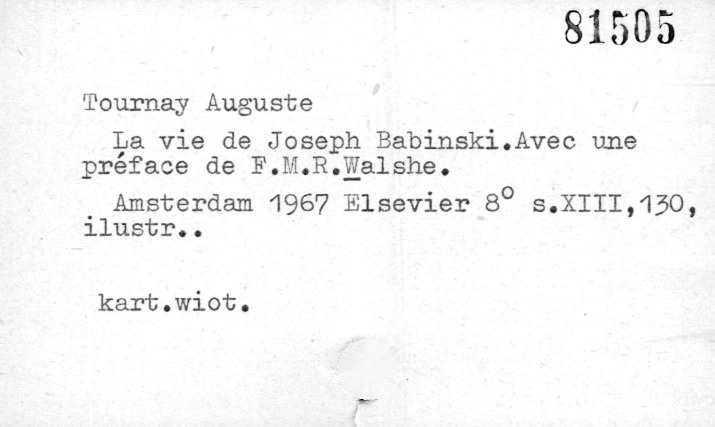 81505
Tournay Auguste
La vie de Joseph Babinski.Avec une
préface de F.M.R.Walshe.
Amsterdam 1967 Elsevier 8° s.XIII,130,
ilustr..
kart.wiot.